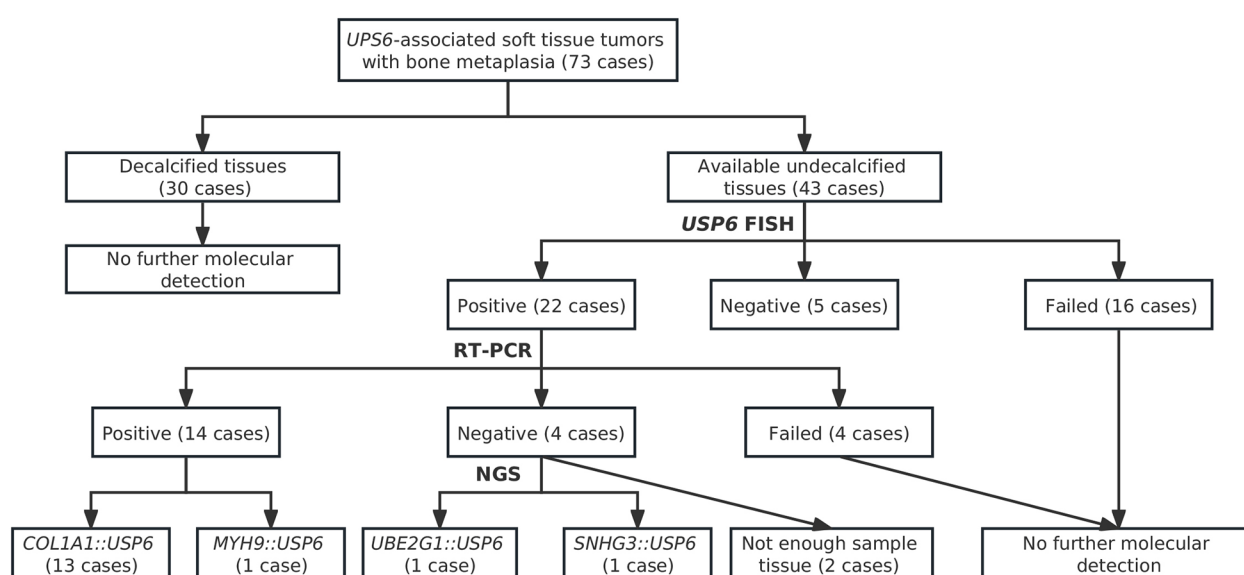 UPS6-associated soft tissue tumors
with bone metaplasia (73 cases)
Decalcified tissues
(30 cases)
Available undecalcified
tissues (43 cases)
No further molecular
detection
USP6 FISH
Positive (22 cases)
Negative (5 cases)
Failed (16 cases)
RT-PCR
Positive (14 cases)
Negative (4 cases)
Failed (4 cases)
NGS
COL1A1::USP6
(13 cases)
MYH9::USP6
(1 case)
UBE2G1::USP6
(1 case)
SNHG3::USP6
(1 case)
Not enough sample
tissue (2 cases)
No further molecular
detection